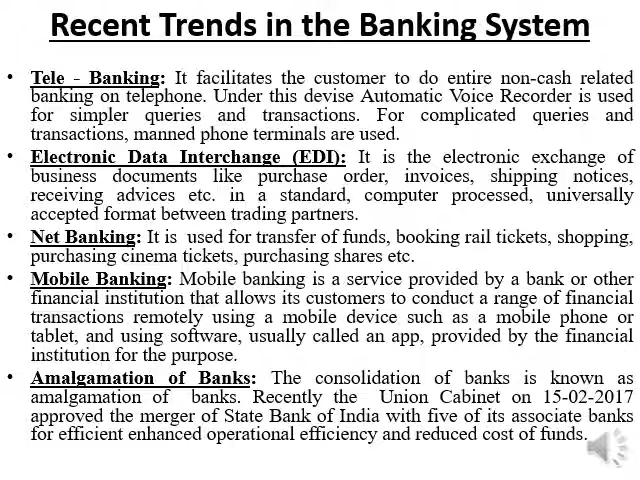 Recent Trends in the Banking System
• Tele - Banking: It facilitates the customer to do entire non-cash related
banking on telephone. Under this devise Automatic Voice Recorder is used
for simpler queries and transactions. For complicated queries and
transactions, manned phone terminals are used.
• Electronic Data Interchange (EDI): It is the electronic exchange of
business documents like purchase order, invoices, shipping notices,
receiving advices etc. in a standard, computer processed, universally
accepted format between trading partners.
• Net Banking: It is used for transfer of funds, booking rail tickets, shopping,
purchasing cinema tickets, purchasing shares etc.
• Mobile Banking: Mobile banking is a service provided by a bank or other
financial institution that allows its customers to conduct a range of financial
transactions remotely using a mobile device such as a mobile phone or
tablet, and using software, usually called an app, provided by the financial
institution for the purpose.
• Amalgamation of Banks: The consolidation of banks is known as
amalgamation of banks. Recently the Union Cabinet on 15-02-2017
approved the merger of State Bank of India with five of its associate banks
for efficient enhanced operational efficiency and reduced cost of funds.